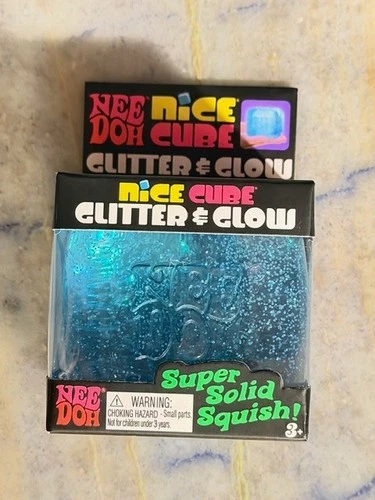 NEE NICE
DOH CUBE
GLITTER & GLOW
NICE CUBE
GLITTER & GLOW
NEE
DOH
Super
Solid
Squish!
NEE
DOH
WARNING:
CHOKING HAZARD - Small parts.
Not for children under 3 years.
3+